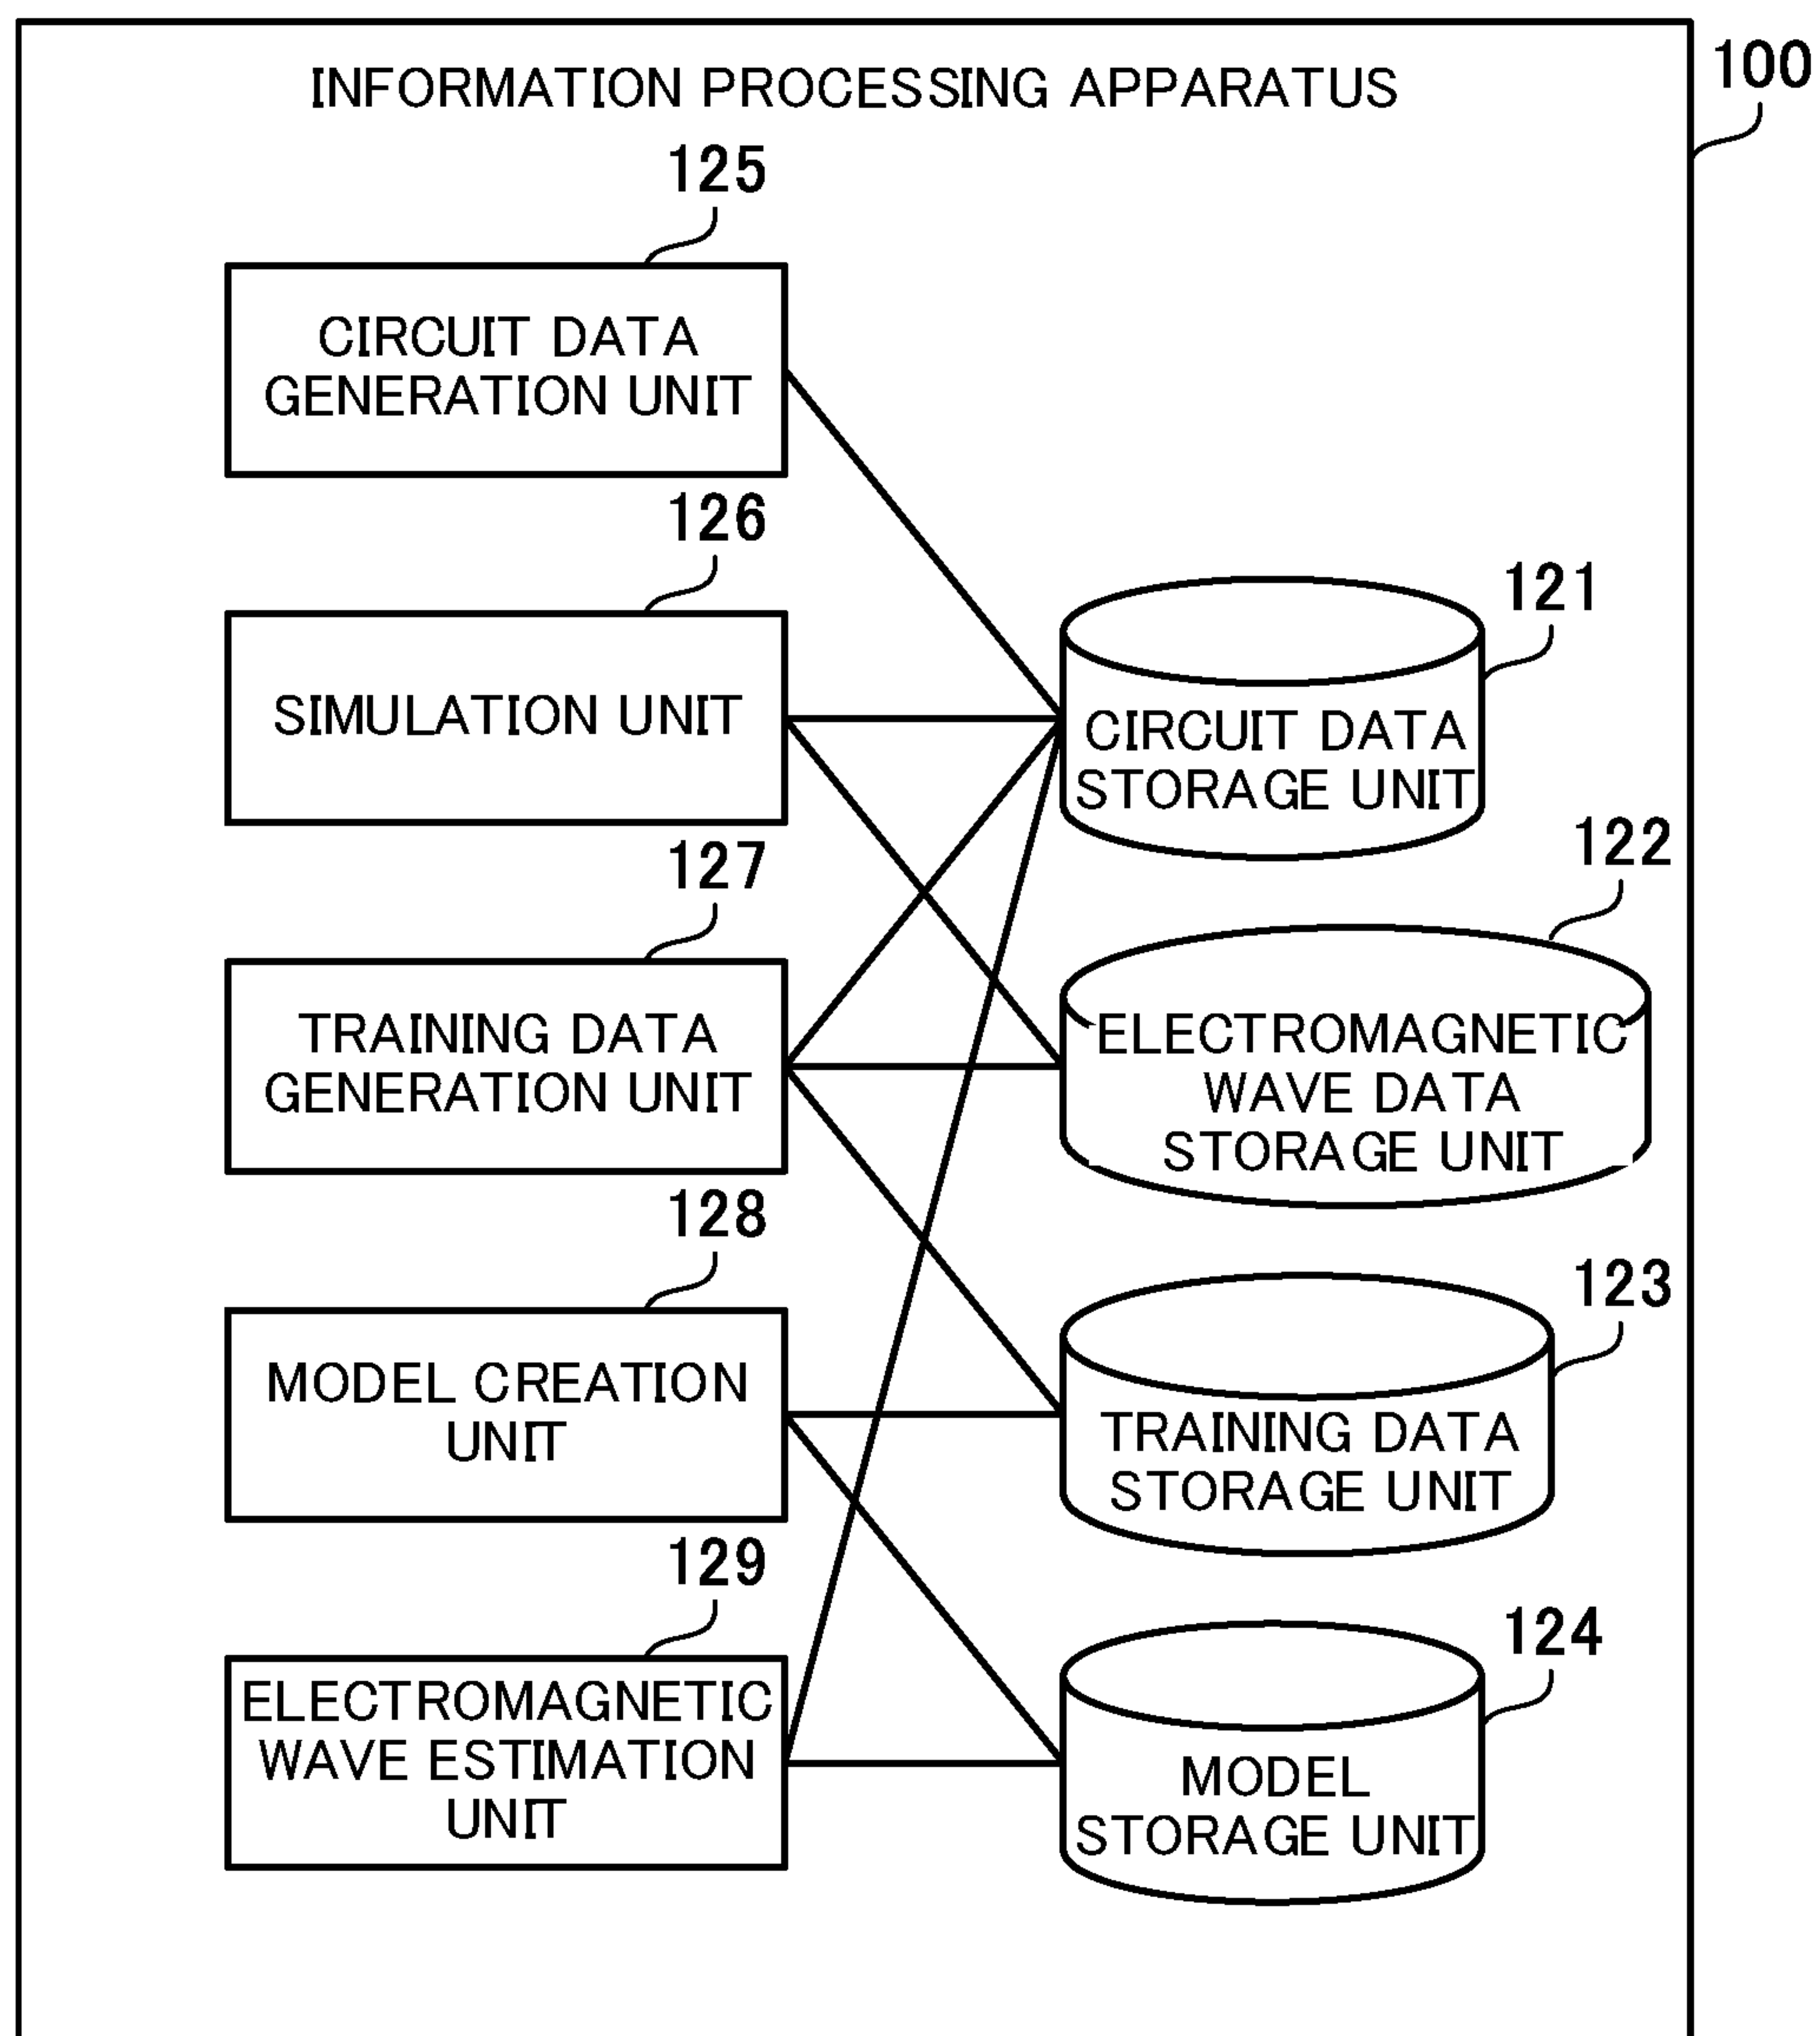 INFORMATION PROCESSING APPARATUS
100
125
CIRCUIT DATA
GENERATION UNIT
126
SIMULATION UNIT
121
CIRCUIT DATA
STORAGE UNIT
127
TRAINING DATA
GENERATION UNIT
122
ELECTROMAGNETIC
WAVE DATA
STORAGE UNIT
128
MODEL CREATION
UNIT
123
TRAINING DATA
STORAGE UNIT
129
ELECTROMAGNETIC
WAVE ESTIMATION
UNIT
124
MODEL
STORAGE UNIT